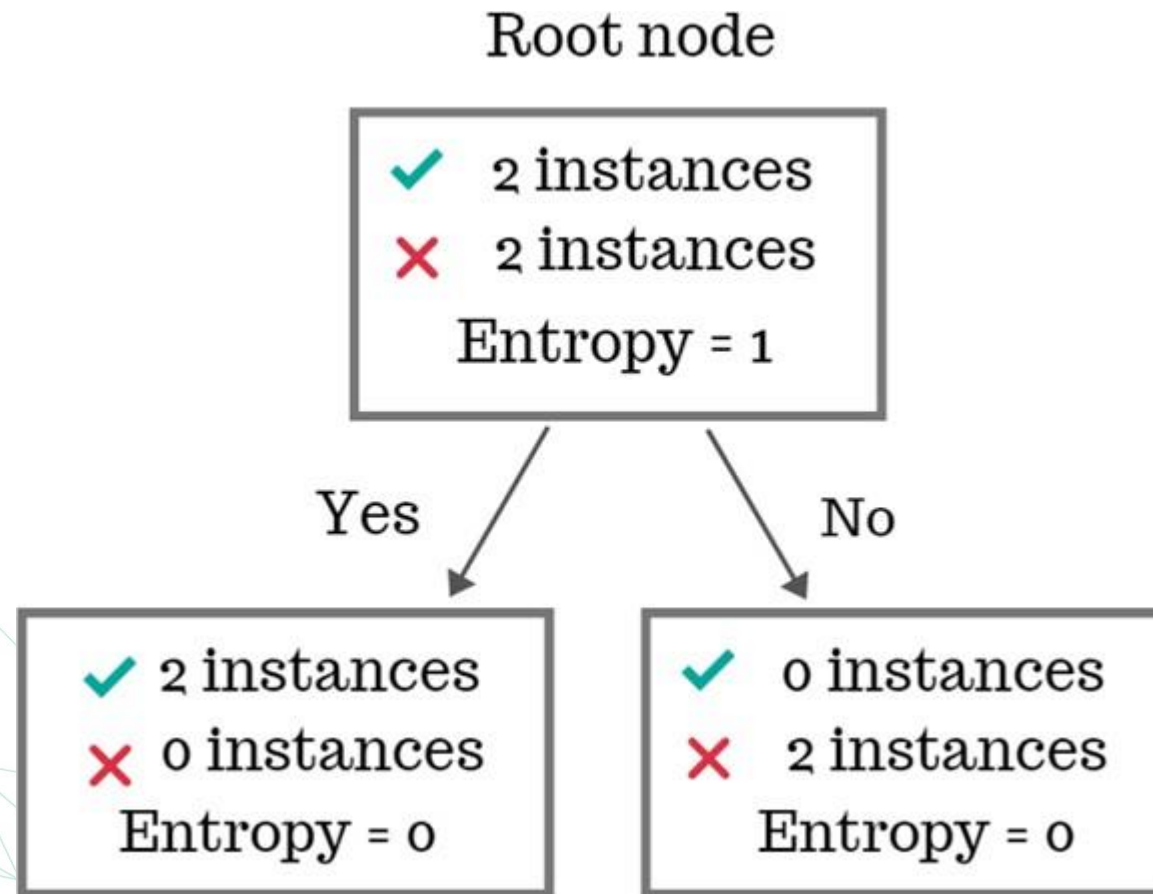 Root node
2 instances
2 instances
Entropy = 1
Yes
No
2 instances
0 instances
Entropy = 0
0 instances
2 instances
Entropy = 0